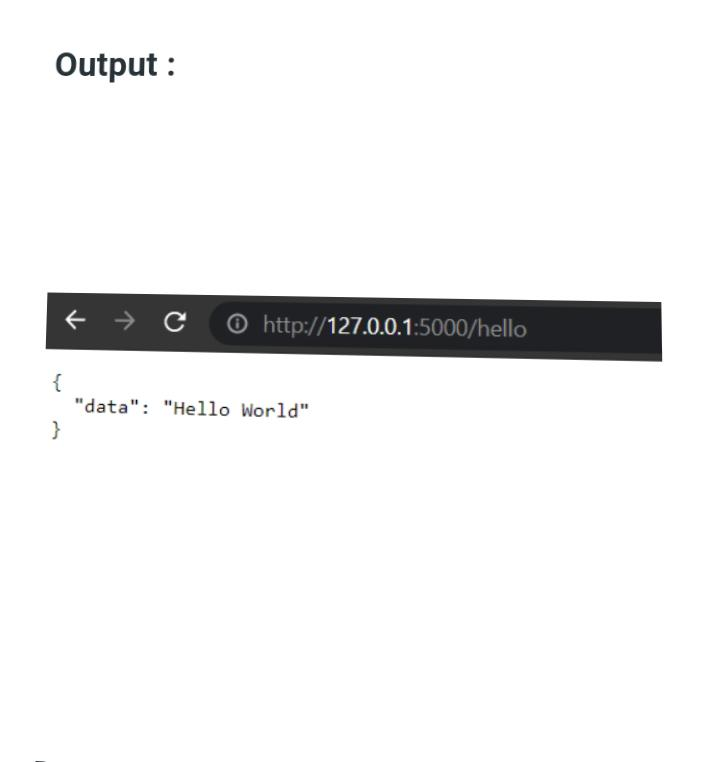 Output :
http://127.0.0.1:5000/hello
{
  "data": "Hello World"
}